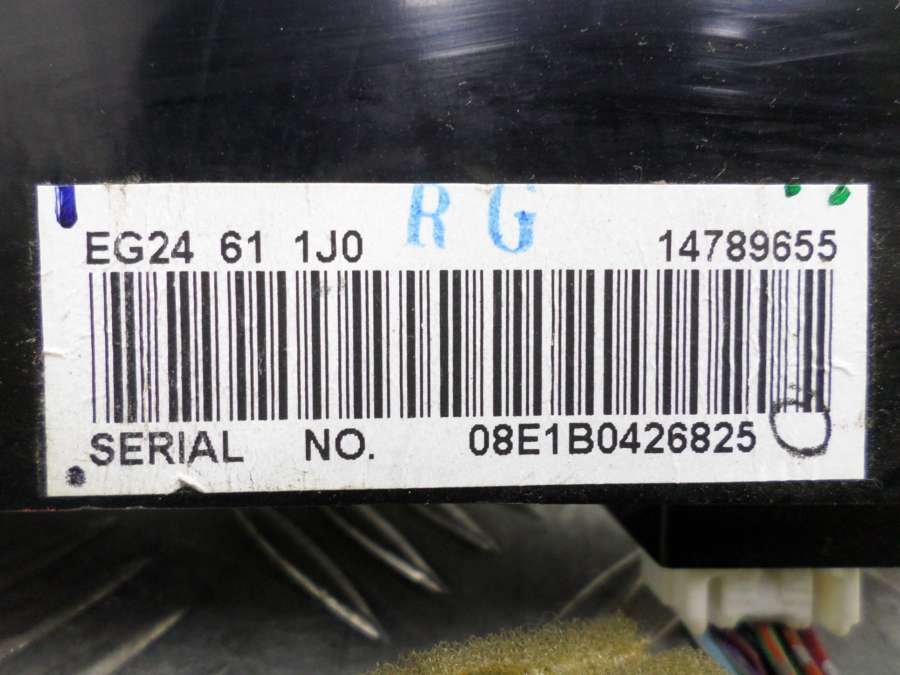 R G
EG24 61 1J0 14789655
SERIAL NO. 08E1B0426825